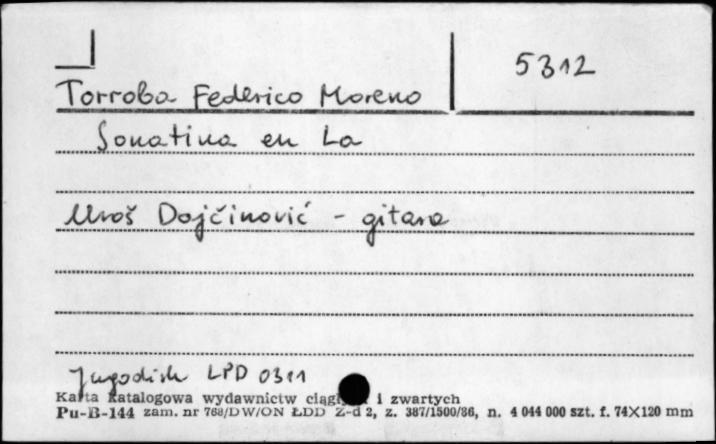 5312
Torroba Federico Moreno
Sonatina en La
Uroš Dojčinović - gitara
Jugodisk LPD 0311
Karta katalogowa wydawnictw i zwartych
Pu-B-144 zam. nr 768/DW/ON ŁDD Z-d 2, z. 387/1500/86, n. 4 044 000 szt. f. 74X120 mm